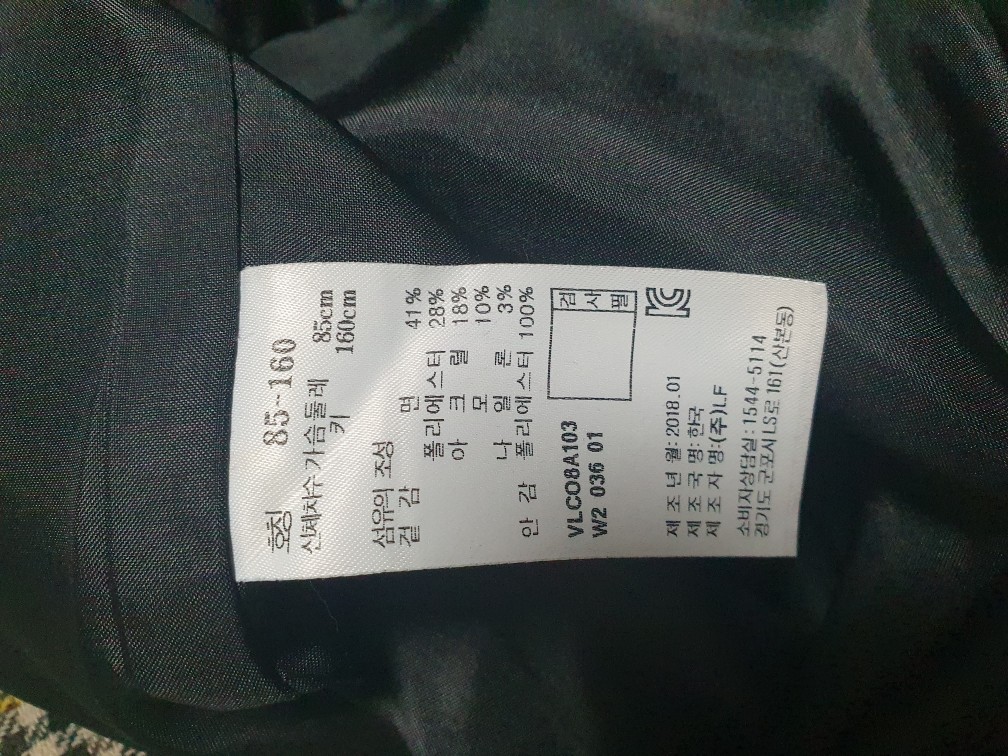 호칭 85-160
신체치수 가슴둘레 85cm
키 160cm
섬유의 조성
겉 감 면 41%
폴리에스터 28%
아 크 릴 18%
모 10%
나 일 론 3%
안 감 폴리에스터 100%
VLCO8A103
W2 036 01
검사필
제 조 년 월:2018.01
제 조 국 명:한국
제 조 자 명:(주)LF
소비자상담실:1544-5114
경기도 군포시LS로 161(산본동)